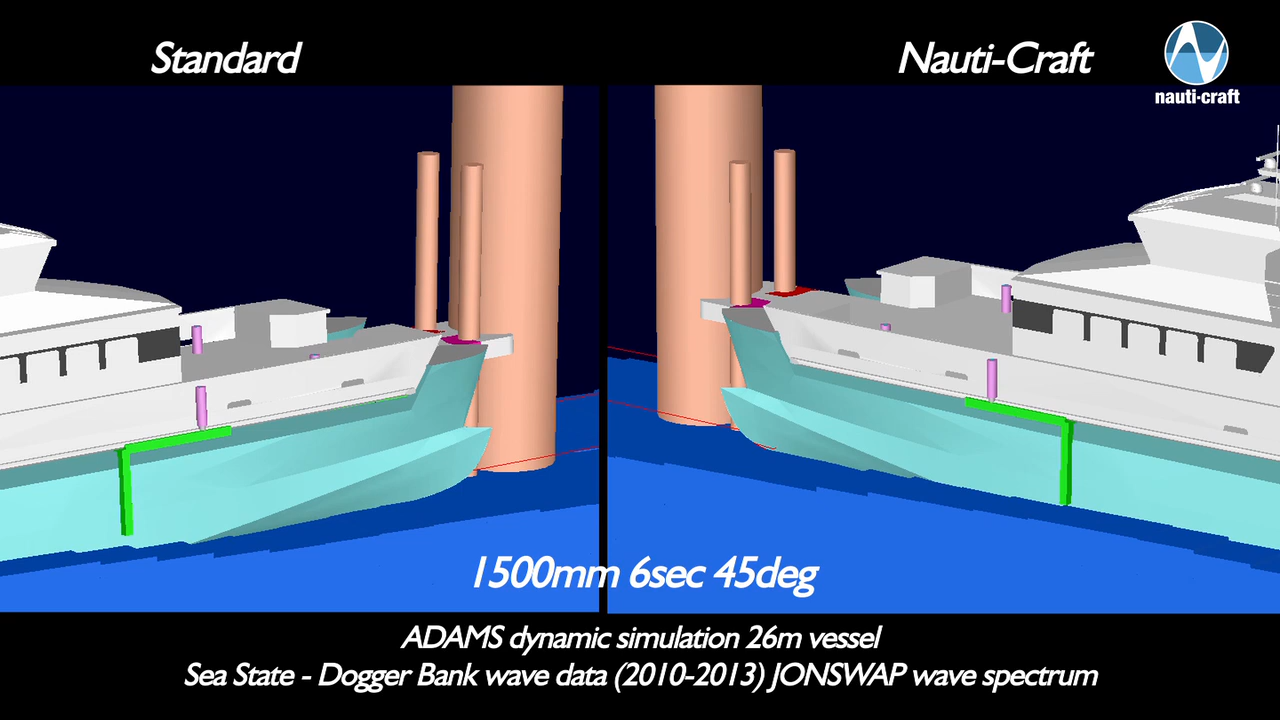 Standard
Nauti-Craft
nauti-craft
1500mm 6sec 45deg
ADAMS dynamic simulation 26m vessel
Sea State - Dogger Bank wave data (2010-2013) JONSWAP wave spectrum